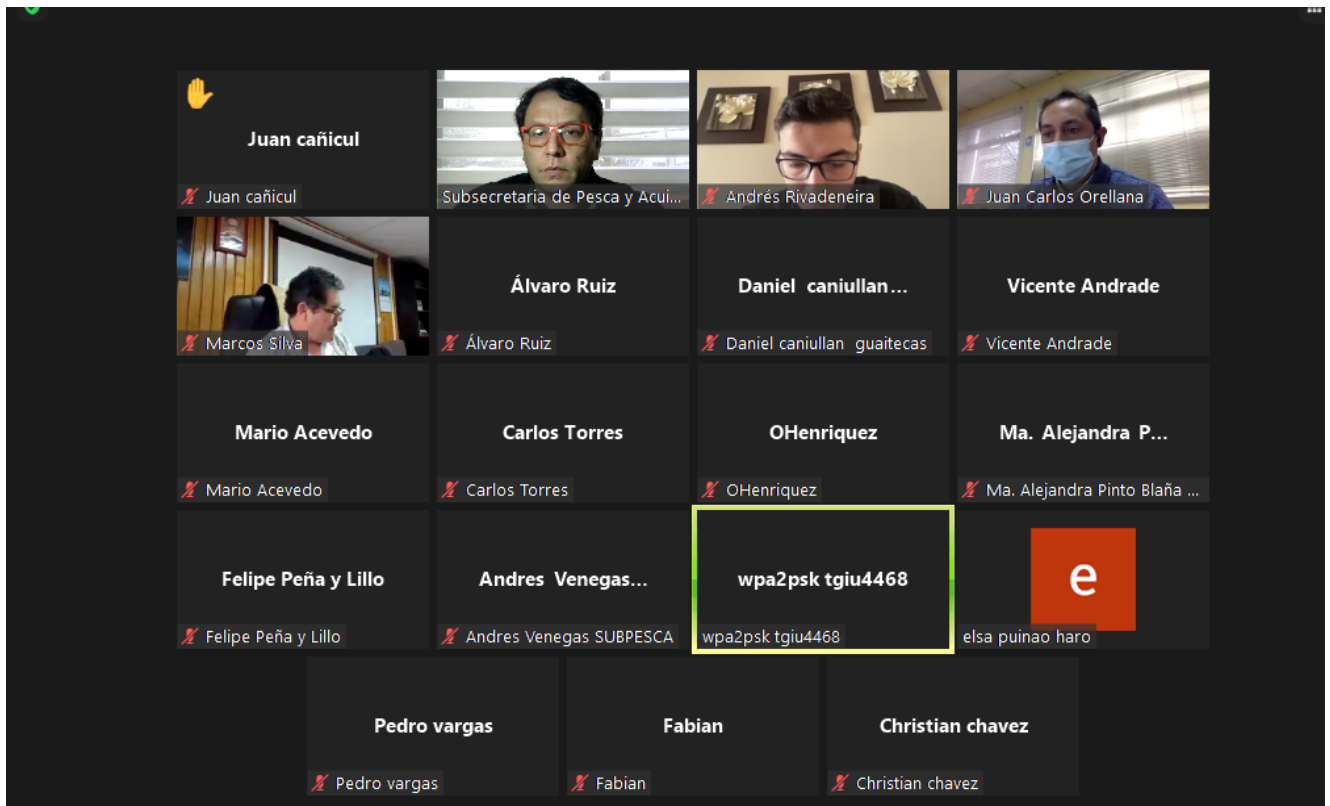 Juan cañicul
Juan cañicul
Subsecretaria de Pesca y Acui...
Andrés Rivadeneira
Juan Carlos Orellana
Marcos Silva
Álvaro Ruiz
Álvaro Ruiz
Daniel caniullan...
Daniel caniullan guaitecas
Vicente Andrade
Vicente Andrade
Mario Acevedo
Mario Acevedo
Carlos Torres
Carlos Torres
OHenriquez
OHenriquez
Ma. Alejandra P...
Ma. Alejandra Pinto Blaña ...
Felipe Peña y Lillo
Felipe Peña y Lillo
Andres Venegas...
Andres Venegas SUBPESCA
wpa2psk tgiu4468
wpa2psk tgiu4468
e
elsa puinao haro
Pedro vargas
Pedro vargas
Fabian
Fabian
Christian chavez
Christian chavez